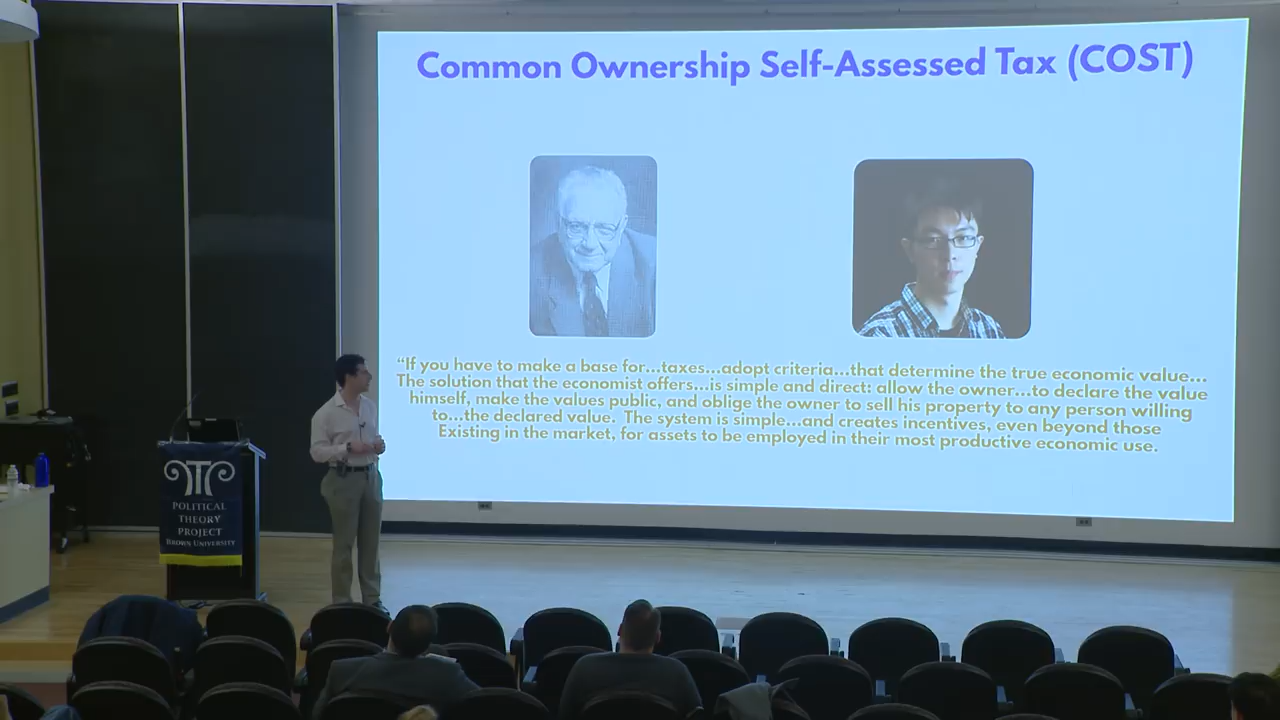 Common Ownership Self-Assessed Tax (COST)
“If you have to make a base for...taxes...adopt criteria...that determine the true economic value...
The solution that the economist offers...is simple and direct: allow the owner...to declare the value
himself, make the values public, and oblige the owner to sell his property to any person willing
to...the declared value.  The system is simple...and creates incentives, even beyond those
Existing in the market, for assets to be employed in their most productive economic use.
POLITICAL
THEORY
PROJECT
BROWN UNIVERSITY